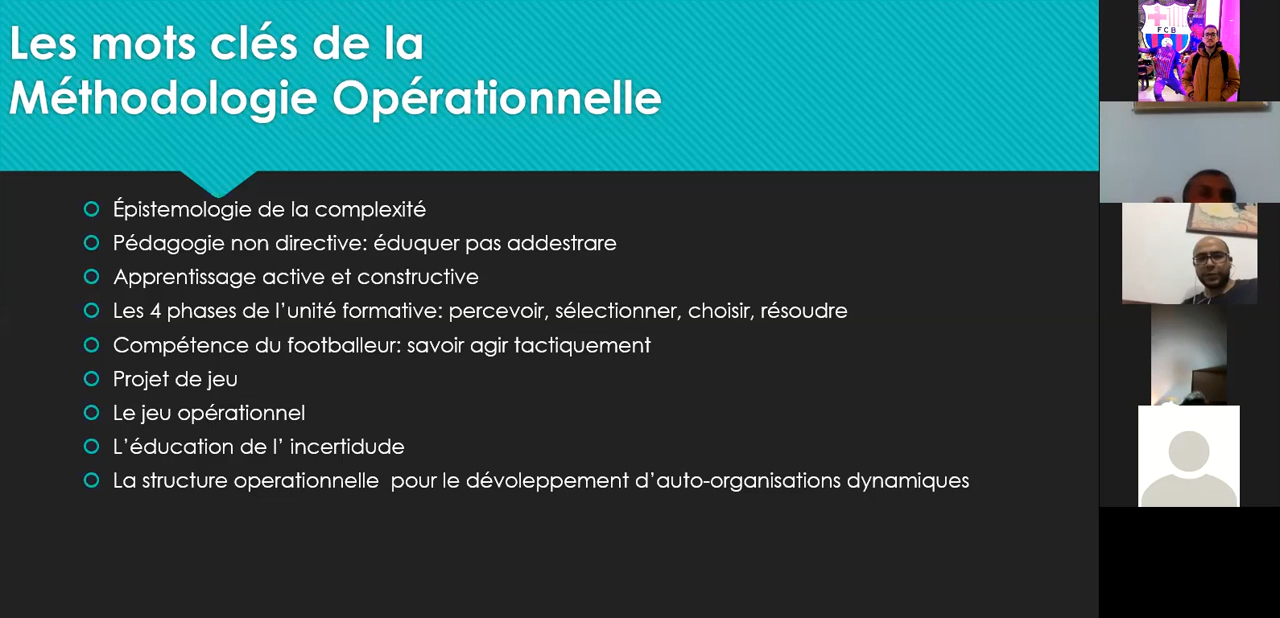 Les mots clés de la
Méthodologie Opérationnelle
Épistemologie de la complexité
Pédagogie non directive: éduquer pas addestrare
Apprentissage active et constructive
Les 4 phases de l'unité formative: percevoir, sélectionner, choisir, résoudre
Compétence du footballeur: savoir agir tactiquement
Projet de jeu
Le jeu opérationnel
L'éducation de l' incertidude
La structure operationnelle  pour le dévoleppement d'auto-organisations dynamiques
FCB